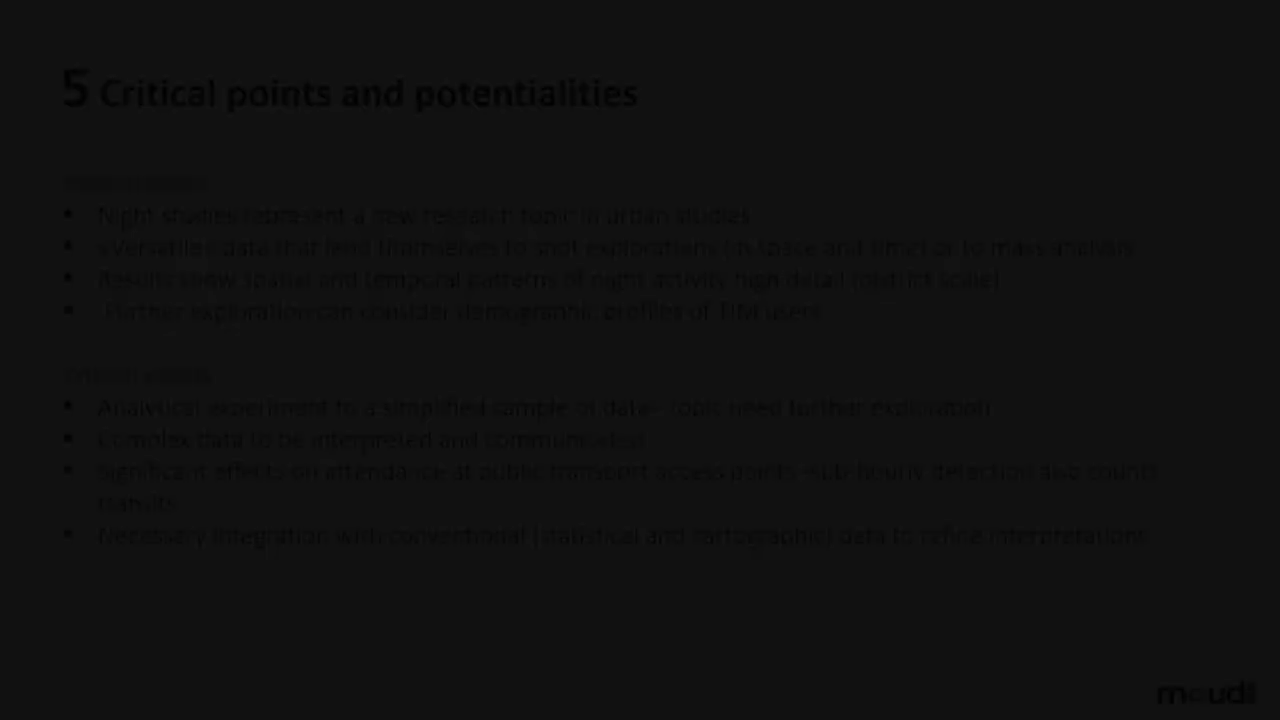 5 Critical points and potentialities
• Night studies represent a new research topic in urban studies
• «Versatile» data that lend themselves to spot explorations (in space and time) or to mass analysis
• Results show spatial and temporal patterns of night activity high detail (district scale)
• Further exploration can consider demographic profiles of TIM users
• Analytical experiment to a simplified sample of data - topic need further exploration
• Complex data to be interpreted and communicated
• Significant effects on attendance at public transport access points -sub-hourly detection also counts
transits
• Necessary integration with conventional (statistical and cartographic) data to refine interpretations
maudl